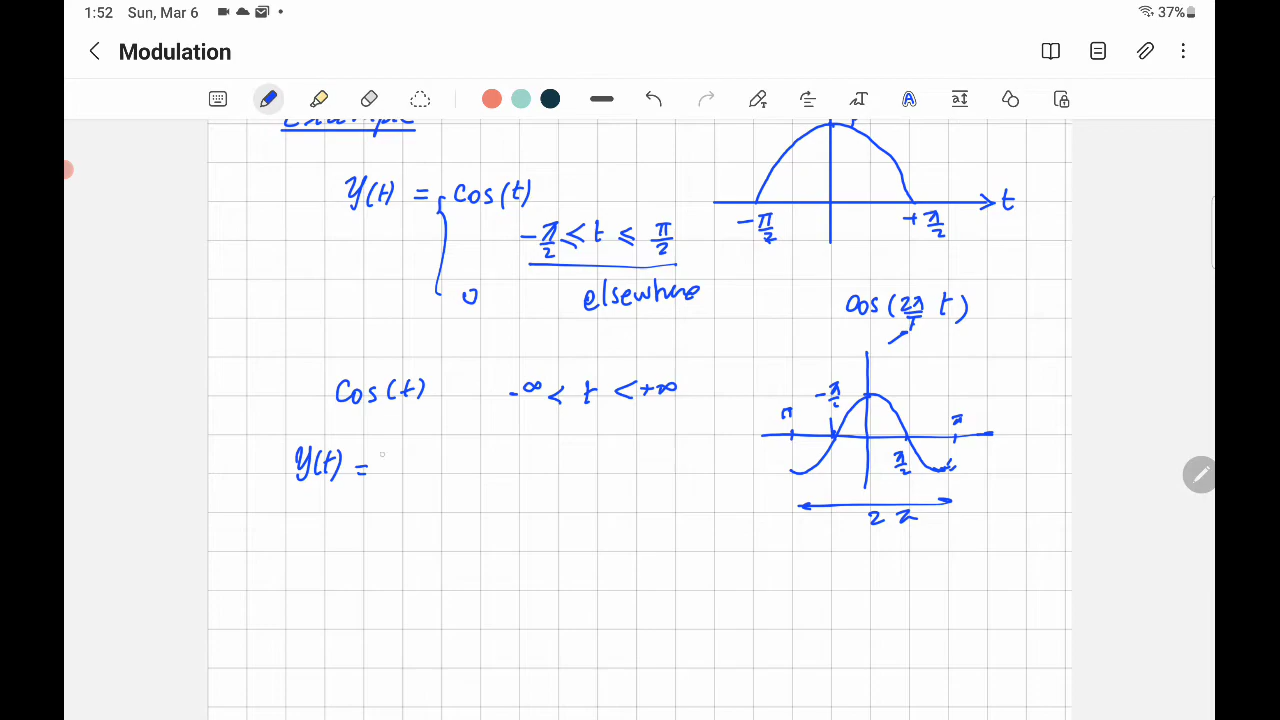 1:52 Sun, Mar 6 37%
Modulation
Example
y(t) = { cos(t)
-π/2 ≤ t ≤ π/2
0 elsewhere
-π/2 +π/2 t
Cos(2π/T t)
Cos(t) -∞ < t < +∞
-π/2
π π
π/2
y(t) =
2π